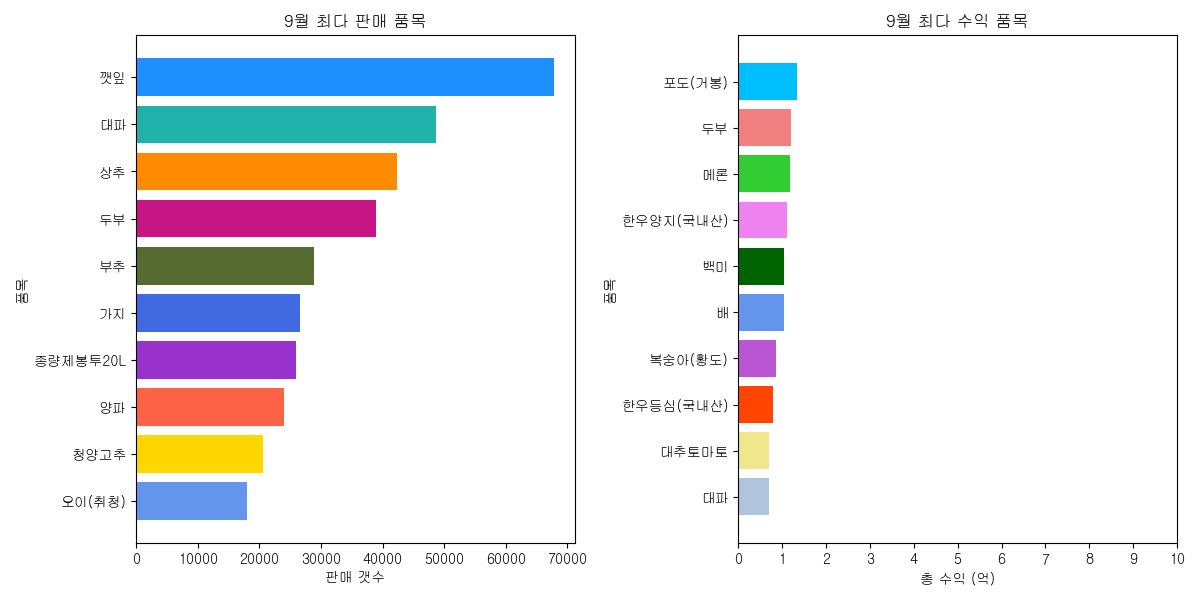 9월 최다 판매 품목
품목
깻잎
대파
상추
두부
부추
가지
종량제봉투20L
양파
청양고추
오이(취청)
0 10000 20000 30000 40000 50000 60000 70000
판매 갯수
9월 최다 수익 품목
품목
포도(거봉)
두부
메론
한우양지(국내산)
백미
배
복숭아(황도)
한우등심(국내산)
대추토마토
대파
0 1 2 3 4 5 6 7 8 9 10
총 수익 (억)